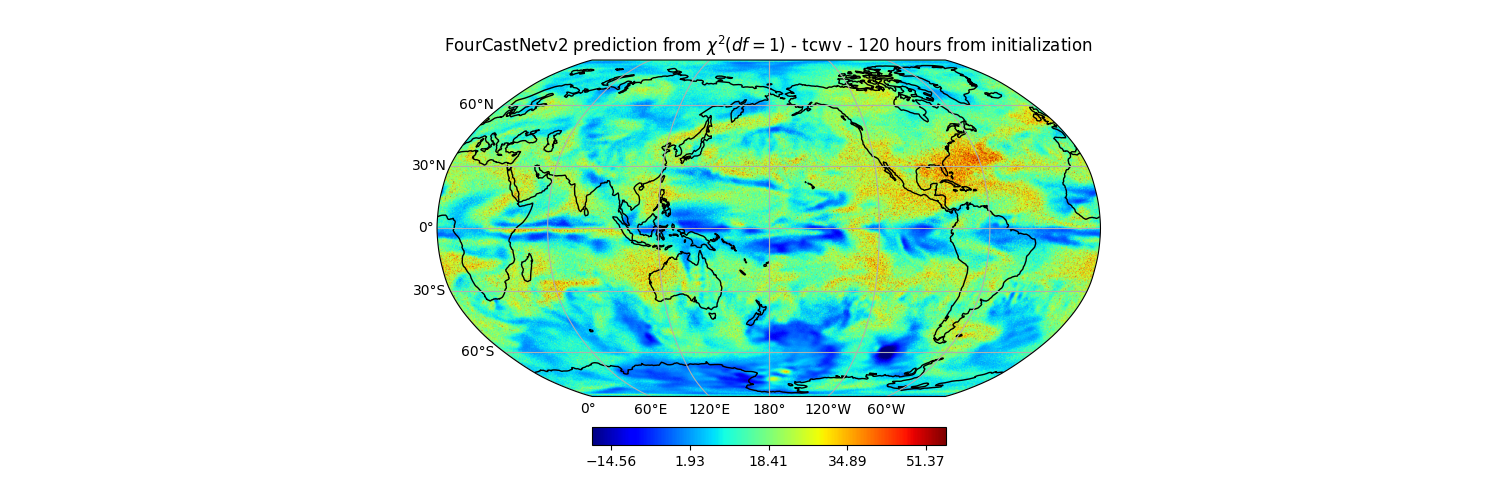 FourCastNetv2 prediction from χ²(df = 1) - tcwv - 120 hours from initialization
60°N
30°N
0°
30°S
60°S
0° 60°E 120°E 180° 120°W 60°W
−14.56 1.93 18.41 34.89 51.37